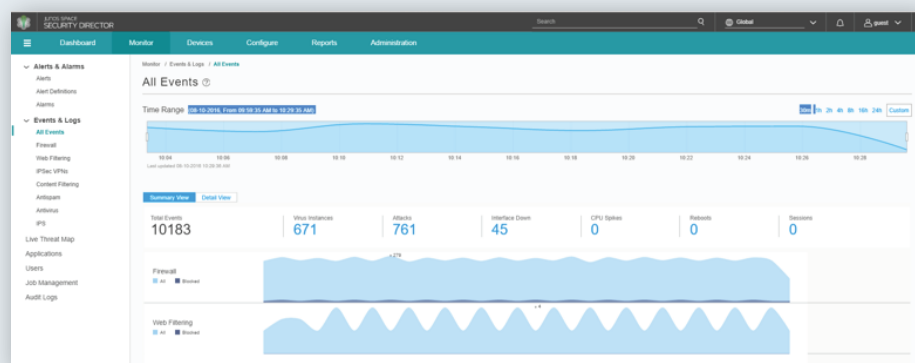 JUNOS SPACE
SECURITY DIRECTOR
Search
Global
guest
Dashboard
Monitor
Devices
Configure
Reports
Administration
Alerts & Alarms
Alerts
Alert Definitions
Alarms
Events & Logs
All Events
Firewall
Web Filtering
IPSec VPNs
Content Filtering
Antispam
Antivirus
IPS
Live Threat Map
Applications
Users
Job Management
Audit Logs
Monitor / Events & Logs / All Events
All Events
Time Range
30m 1h 2h 4h 8h 16h 24h Custom
10:04 10:06 10:08 10:10 10:12 10:14 10:16 10:18 10:20 10:22 10:24 10:26 10:28
Summary View Detail View
Total Events
10183
Virus Instances
671
Attacks
761
Interface Down
45
CPU Spikes
0
Reboots
0
Sessions
0
Firewall
All Blocked
Web Filtering
All Blocked